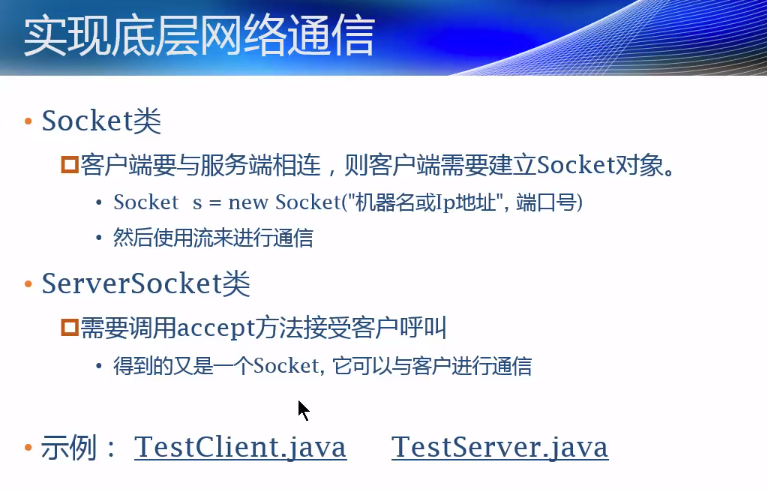 实现底层网络通信
• Socket类
客户端要与服务端相连，则客户端需要建立Socket对象。
• Socket s = new Socket("机器名或Ip地址", 端口号)
• 然后使用流来进行通信
• ServerSocket类
需要调用accept方法接受客户呼叫
• 得到的又是一个Socket, 它可以与客户进行通信
• 示例： TestClient.java TestServer.java